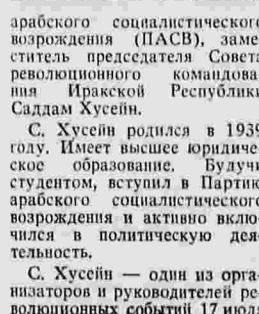 арабского социалистического
возрождения (ПАСВ), заме-
ститель председателя Совета
революционного командова-
ния Иракской Республики
Саддам Хусейн.
С. Хусейн родился в 1939
году. Имеет высшее юридиче-
ское образование. Будучи
студентом, вступил в Партию
арабского социалистического
возрождения и активно вклю-
чился в политическую дея-
тельность.
С. Хусейн — один из орга-
низаторов и руководителей ре-
волюционных событий 17 июля